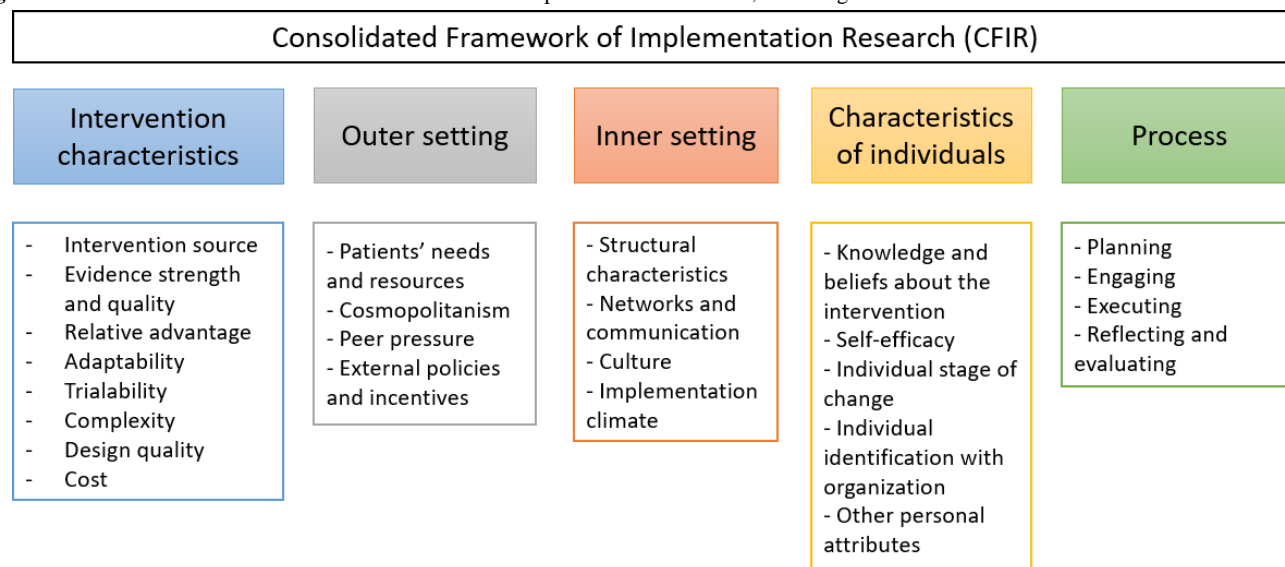 Consolidated Framework of Implementation Research (CFIR)
Intervention
characteristics
Outer setting
Inner setting
Characteristics
of individuals
Process
- Intervention source
- Evidence strength
and quality
- Relative advantage
- Adaptability
- Trialability
- Complexity
- Design quality
- Cost
- Patients’ needs
and resources
- Cosmopolitanism
- Peer pressure
- External policies
and incentives
- Structural
characteristics
- Networks and
communication
- Culture
- Implementation
climate
- Knowledge and
beliefs about the
intervention
- Self-efficacy
- Individual stage of
change
- Individual
identification with
organization
- Other personal
attributes
- Planning
- Engaging
- Executing
- Reflecting and
evaluating